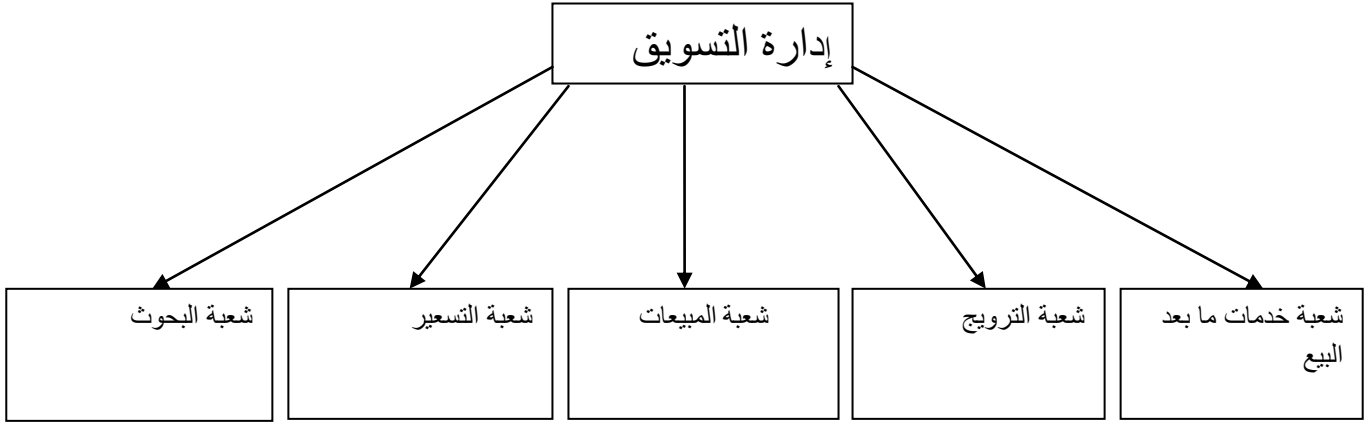 إدارة التسويق
شعبة خدمات ما بعد
البيع
شعبة الترويج
شعبة المبيعات
شعبة التسعير
شعبة البحوث